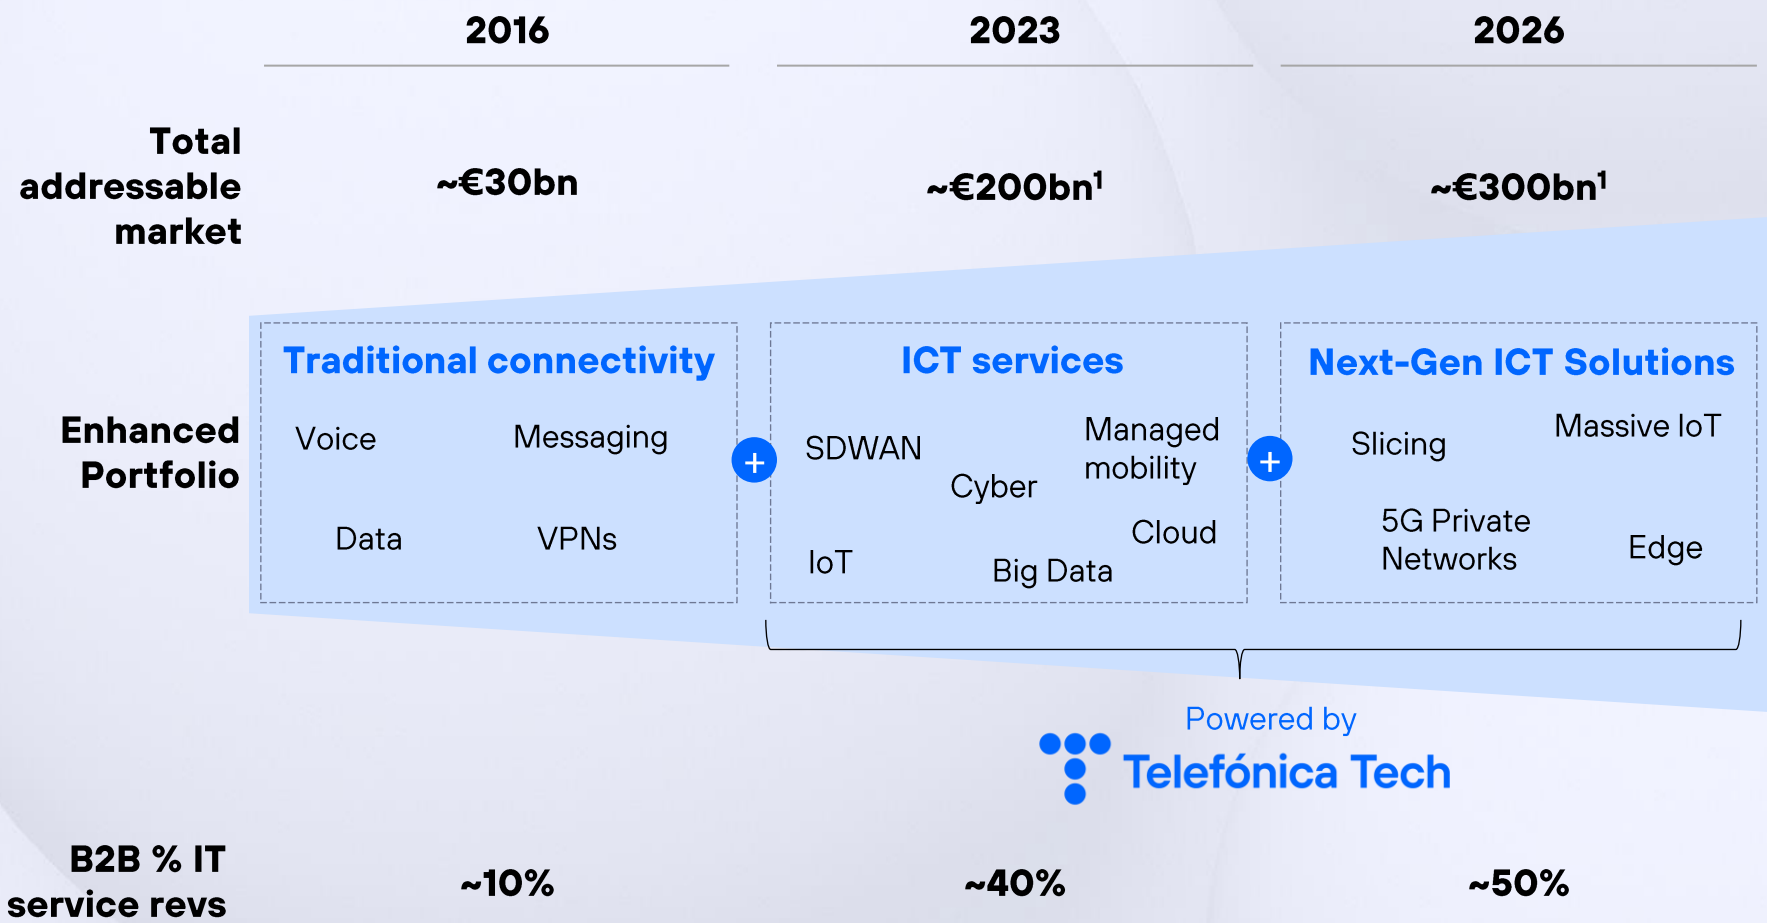 2016
2023
2026
Total
addressable
market
~€30bn
~€200bn¹
~€300bn¹
Enhanced
Portfolio
Traditional connectivity
Voice
Messaging
Data
VPNs
+
ICT services
SDWAN
Managed
mobility
Cyber
Cloud
IoT
Big Data
+
Next-Gen ICT Solutions
Slicing
Massive IoT
5G Private
Networks
Edge
Powered by
Telefónica Tech
B2B % IT
service revs
~10%
~40%
~50%